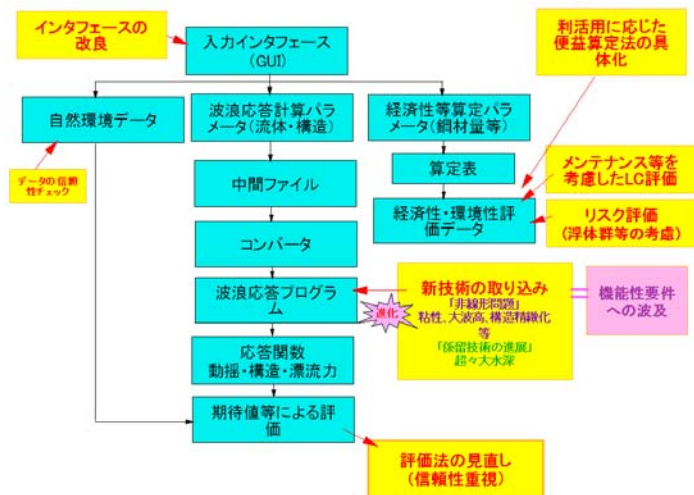 インタフェースの
改良
入力インタフェース
(GUI)
利活用に応じた
便益算定法の具
体化
自然環境データ
波浪応答計算パラ
メータ(流体・構造)
経済性等算定パラ
メータ(鋼材量等)
データの信頼
性チェック
中間ファイル
算定表
メンテナンス等を
考慮したLC評価
経済性・環境性評
価データ
リスク評価
(浮体群等の考慮)
コンバータ
波浪応答プログラ
ム
進化
新技術の取り込み
「非線形問題」
粘性、大波高、構造精緻化
等
「係留技術の進展」
超々大水深
機能性要件
への波及
応答関数
動揺・構造・漂流力
期待値等による評
価
評価法の見直し
(信頼性重視)